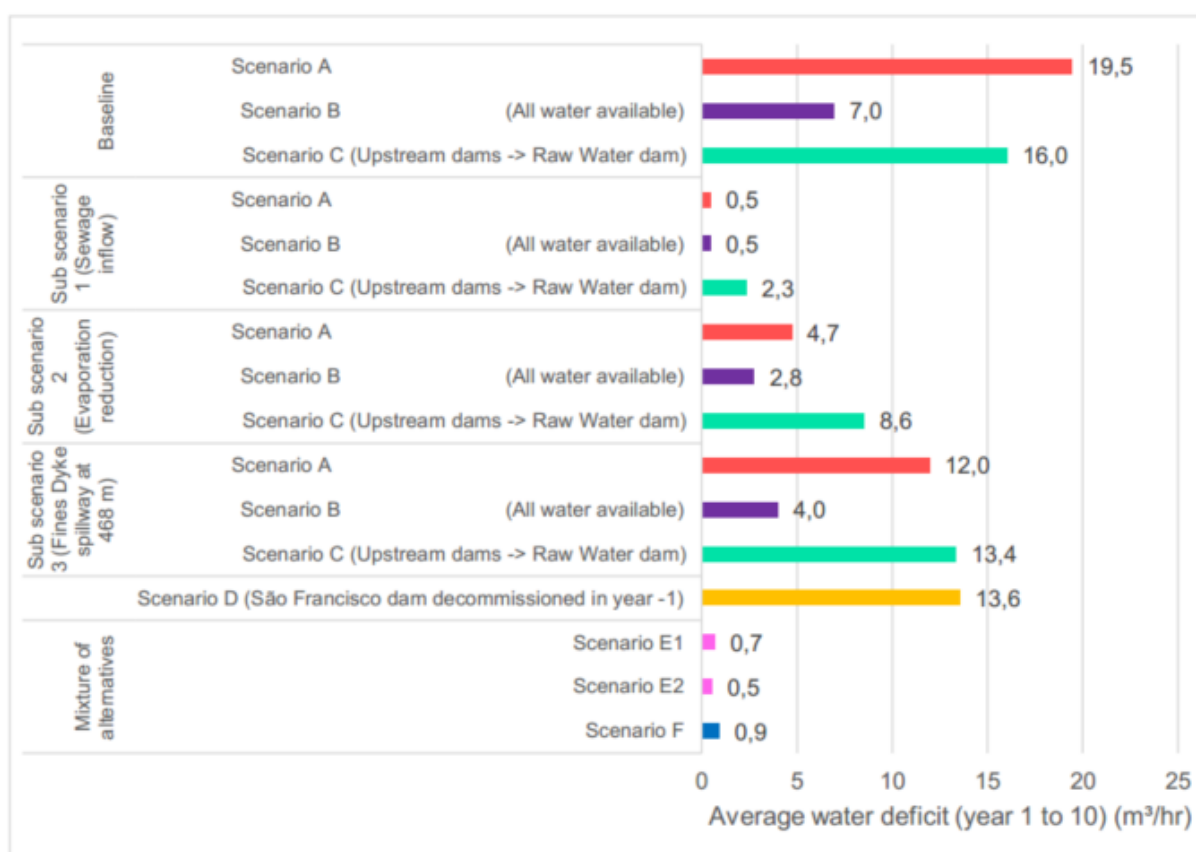 Baseline
Scenario A 19,5
Scenario B (All water available) 7,0
Scenario C (Upstream dams -> Raw Water dam) 16,0
Sub scenario
1 (Sewage
inflow)
Scenario A 0,5
Scenario B (All water available) 0,5
Scenario C (Upstream dams -> Raw Water dam) 2,3
Sub scenario
2
(Evaporation
reduction)
Scenario A 4,7
Scenario B (All water available) 2,8
Scenario C (Upstream dams -> Raw Water dam) 8,6
Sub scenario
3 (Fines Dyke
spillway at
468 m)
Scenario A 12,0
Scenario B (All water available) 4,0
Scenario C (Upstream dams -> Raw Water dam) 13,4
Scenario D (São Francisco dam decommissioned in year -1) 13,6
Mixture of
alternatives
Scenario E1 0,7
Scenario E2 0,5
Scenario F 0,9
0 5 10 15 20 25
Average water deficit (year 1 to 10) (m³/hr)